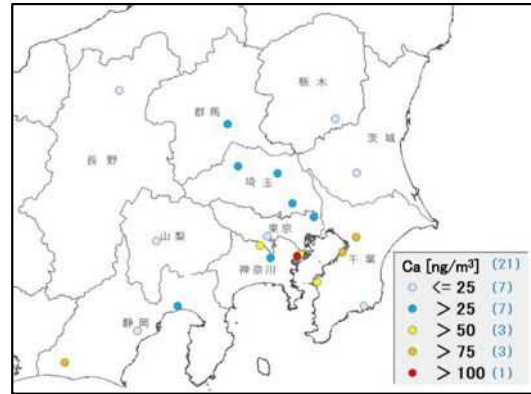 栃木
群馬
茨城
長野
埼玉
東京
山梨
千葉
神奈川
静岡
Ca [ng/m³] (21)
<= 25 (7)
> 25 (7)
> 50 (3)
> 75 (3)
> 100 (1)